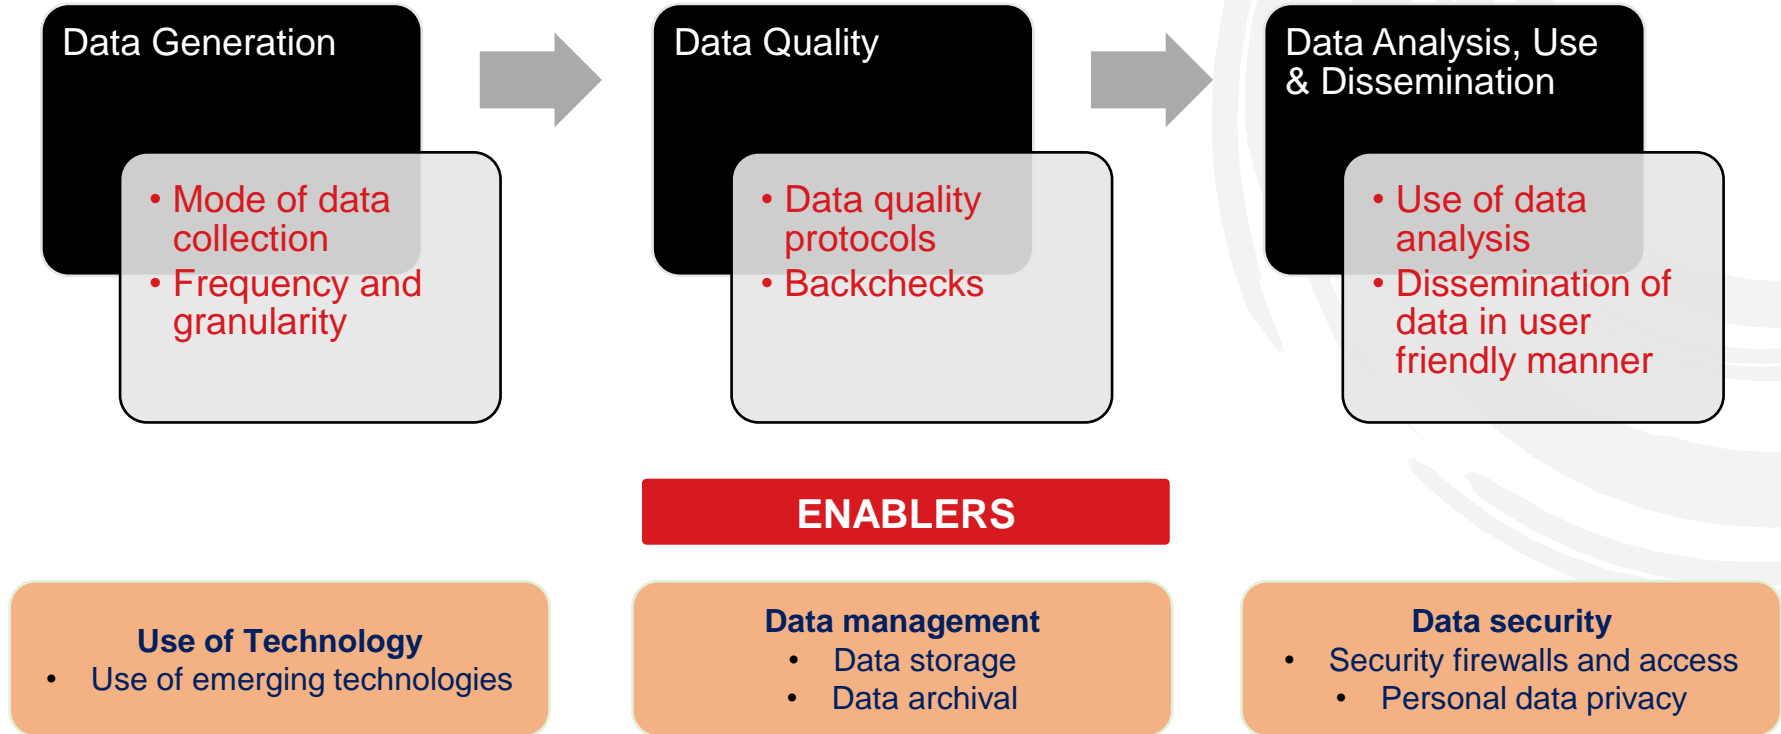 Data Generation
• Mode of data
collection
• Frequency and
granularity
Data Quality
• Data quality
protocols
• Backchecks
Data Analysis, Use
& Dissemination
• Use of data
analysis
• Dissemination of
data in user
friendly manner
ENABLERS
Use of Technology
• Use of emerging technologies
Data management
• Data storage
• Data archival
Data security
• Security firewalls and access
• Personal data privacy